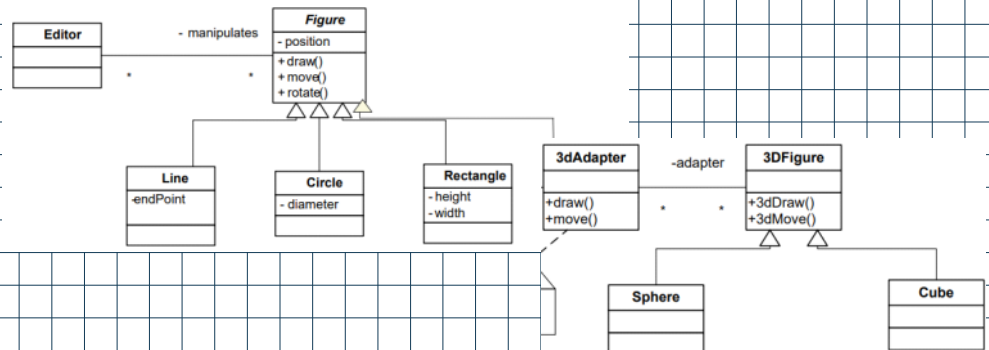 Editor
- manipulates
*
*
Figure
- position
+ draw()
+ move()
+ rotate()
Line
-endPoint
Circle
- diameter
Rectangle
- height
- width
3dAdapter
+draw()
+move()
-adapter
*
*
3DFigure
+3dDraw()
+3dMove()
Sphere
Cube